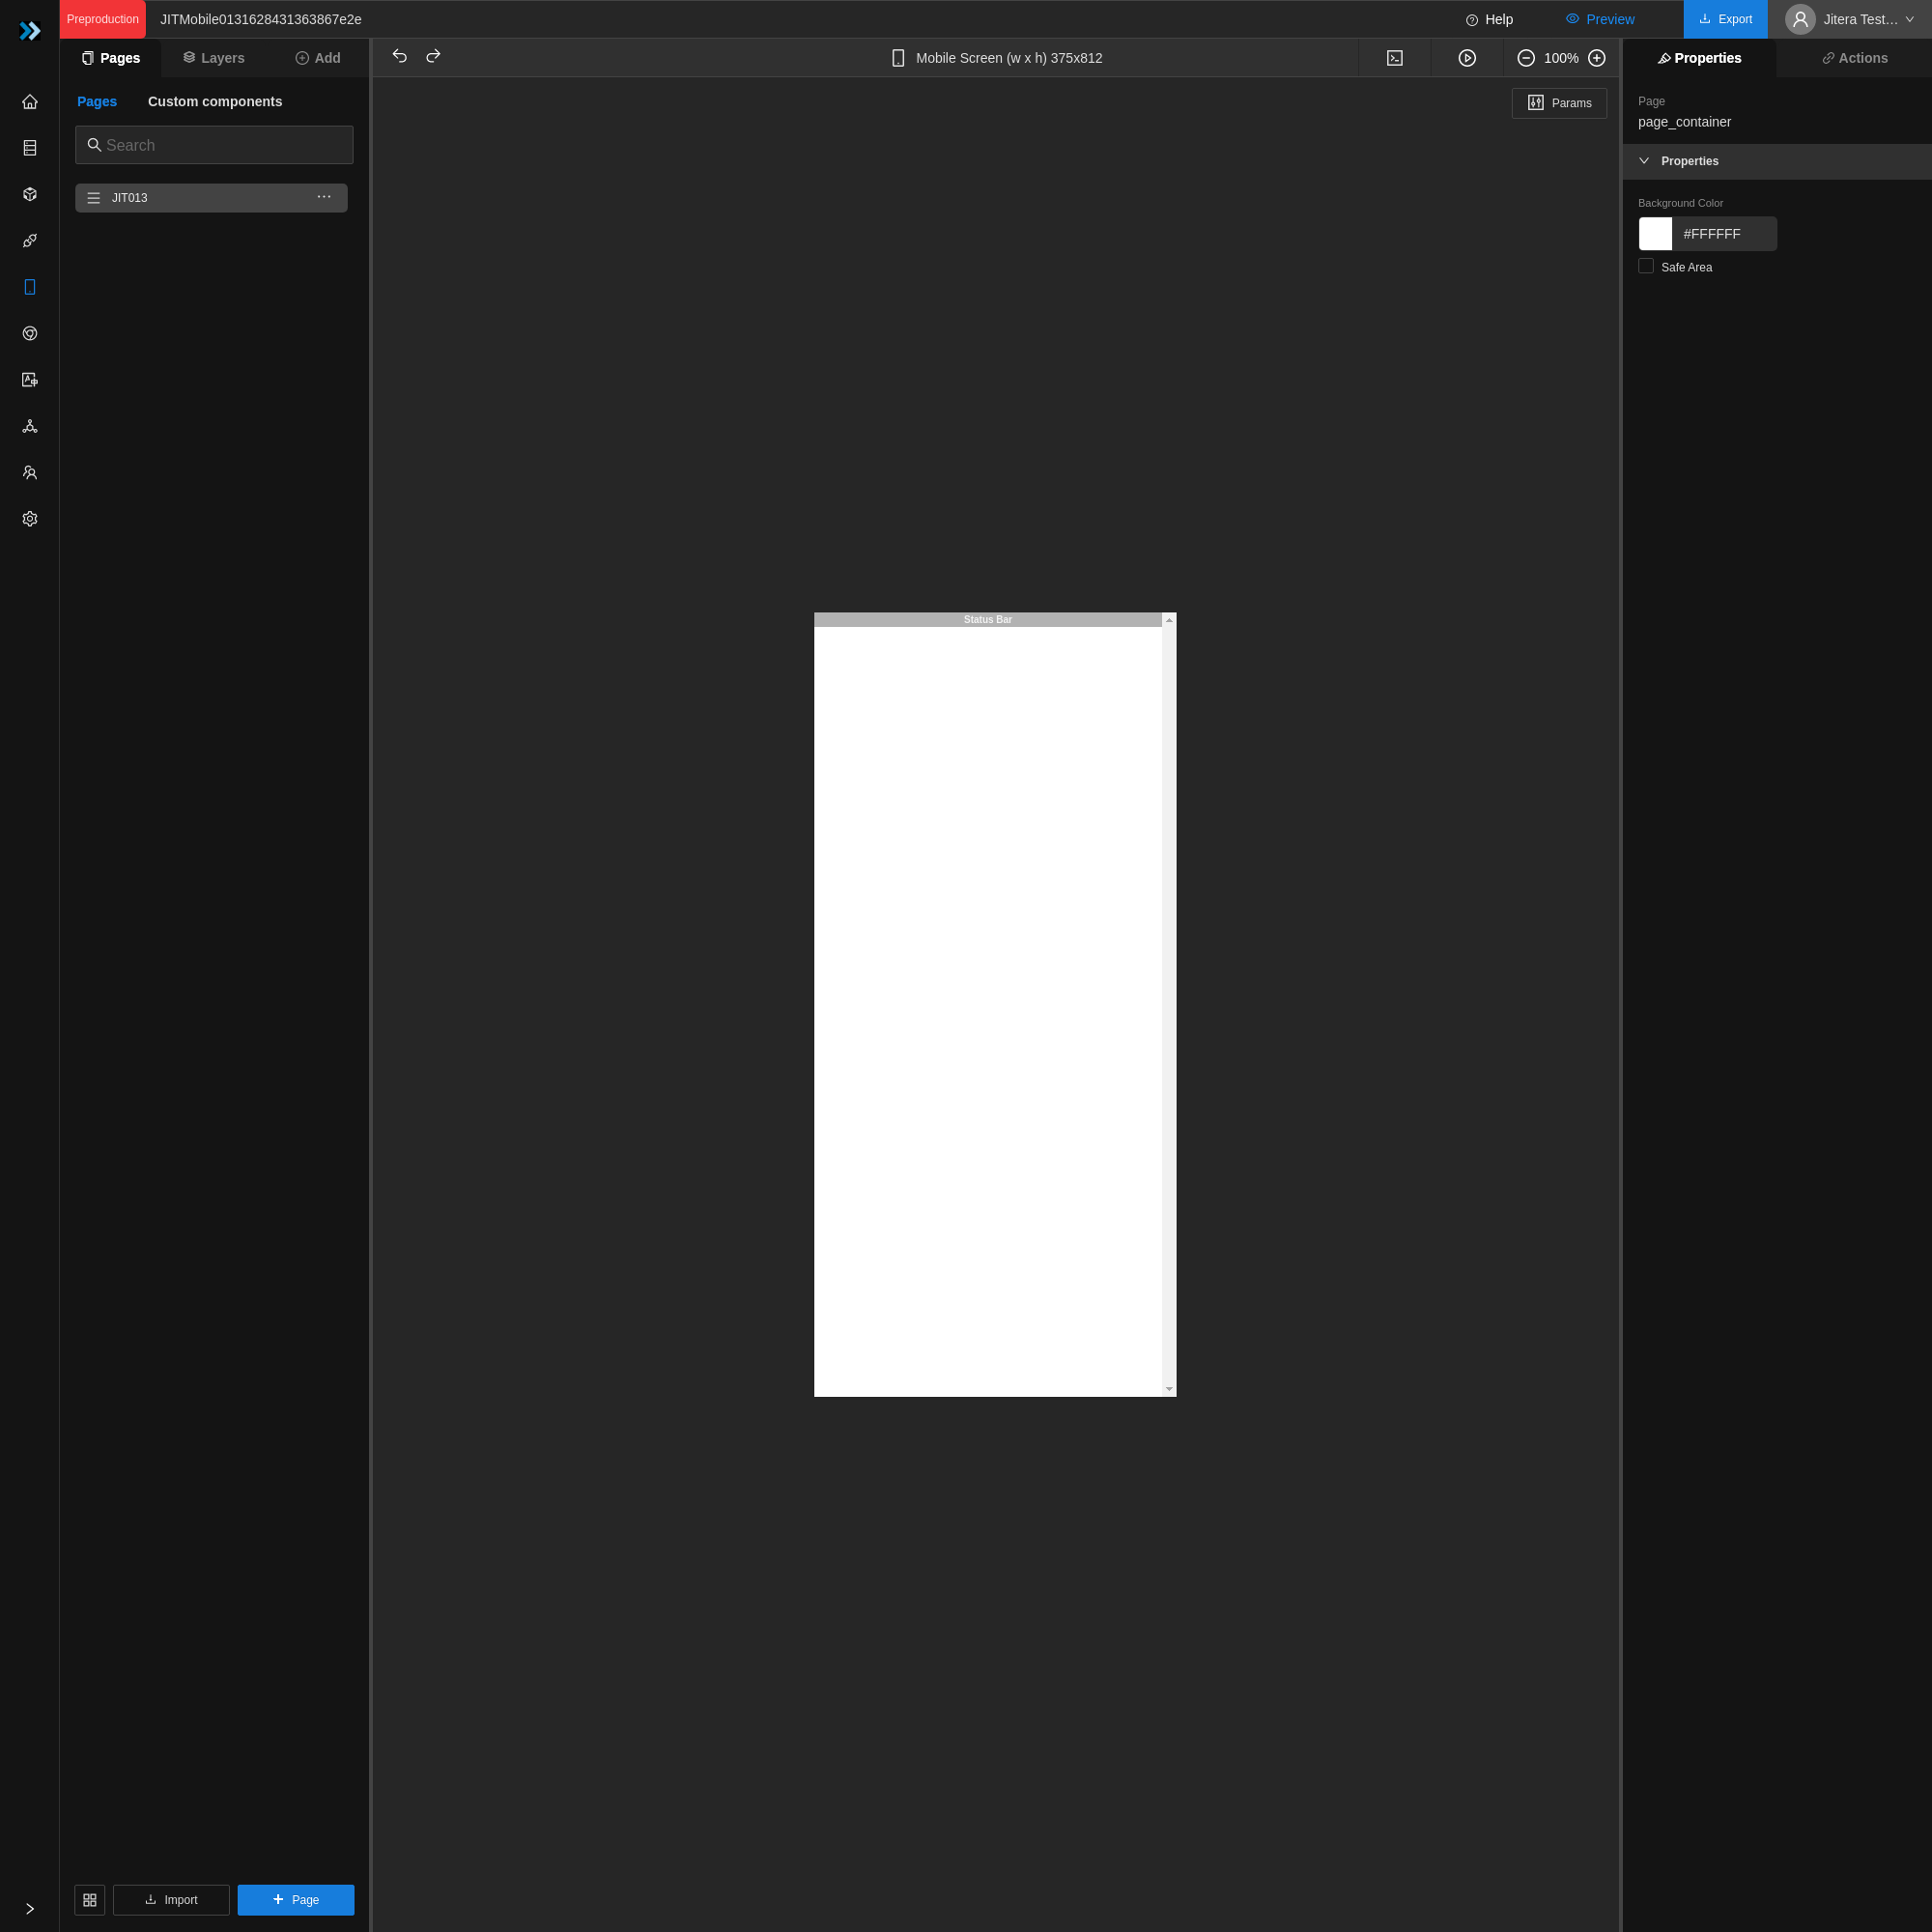 Preproduction
JITMobile0131628431363867e2e
Help
Preview
Export
Jitera Test...
Pages
Layers
Add
Mobile Screen (w x h) 375x812
100%
Properties
Actions
Pages
Custom components
Params
Page
page_container
Search
Properties
JIT013
Background Color
#FFFFFF
Safe Area
Status Bar
Import
Page